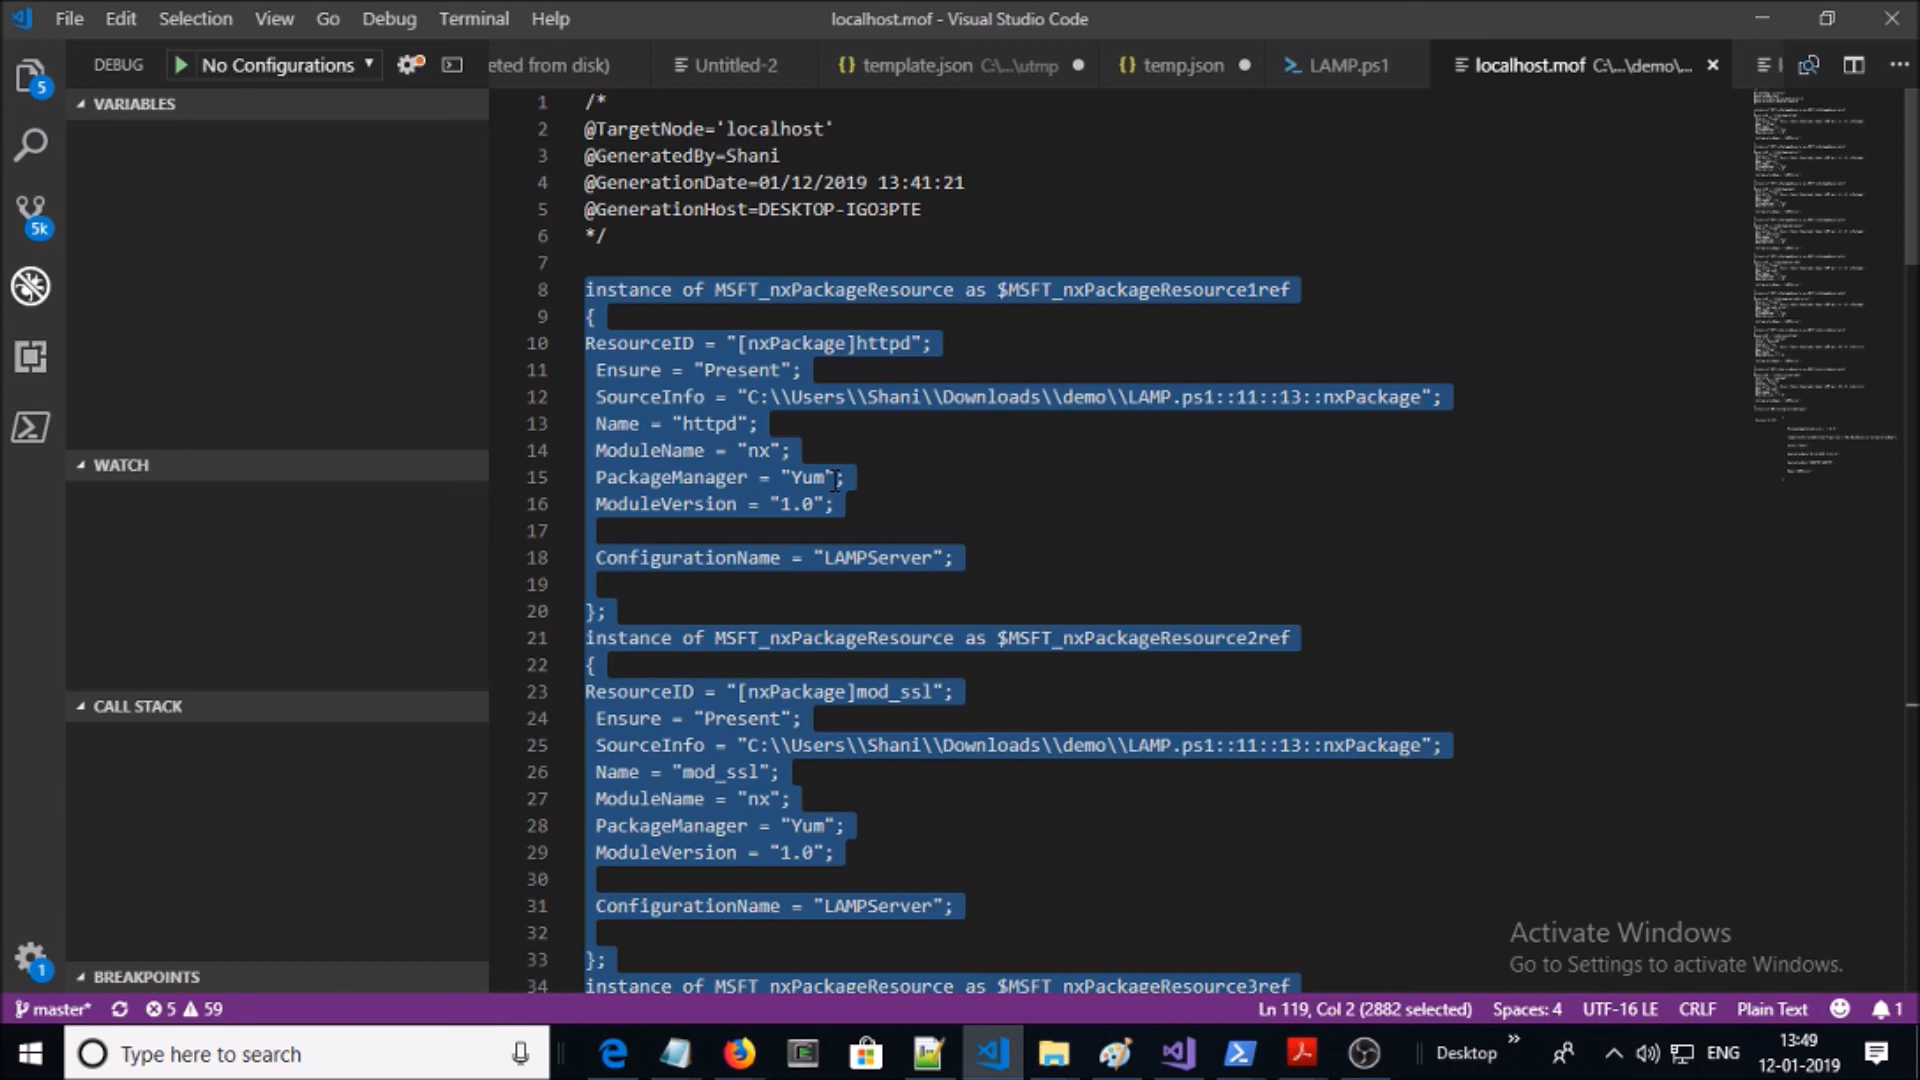 File Edit Selection View Go Debug Terminal Help
localhost.mof - Visual Studio Code
DEBUG No Configurations
eted from disk) Untitled-2 {} template.json C:\...\utmp {} temp.json LAMP.ps1 localhost.mof C:\...\demo\...
VARIABLES
WATCH
CALL STACK
BREAKPOINTS
5
5k
1
1 /*
2 @TargetNode='localhost'
3 @GeneratedBy=Shani
4 @GenerationDate=01/12/2019 13:41:21
5 @GenerationHost=DESKTOP-IGO3PTE
6 */
7
8 instance of MSFT_nxPackageResource as $MSFT_nxPackageResource1ref
9 {
10 ResourceID = "[nxPackage]httpd";
11 Ensure = "Present";
12 SourceInfo = "C:\\Users\\Shani\\Downloads\\demo\\LAMP.ps1::11::13::nxPackage";
13 Name = "httpd";
14 ModuleName = "nx";
15 PackageManager = "Yum";
16 ModuleVersion = "1.0";
17
18 ConfigurationName = "LAMPServer";
19
20 };
21 instance of MSFT_nxPackageResource as $MSFT_nxPackageResource2ref
22 {
23 ResourceID = "[nxPackage]mod_ssl";
24 Ensure = "Present";
25 SourceInfo = "C:\\Users\\Shani\\Downloads\\demo\\LAMP.ps1::11::13::nxPackage";
26 Name = "mod_ssl";
27 ModuleName = "nx";
28 PackageManager = "Yum";
29 ModuleVersion = "1.0";
30
31 ConfigurationName = "LAMPServer";
32
33 };
34 instance of MSFT_nxPackageResource as $MSFT_nxPackageResource3ref
Activate Windows
Go to Settings to activate Windows.
master* 5 59 Ln 119, Col 2 (2882 selected) Spaces: 4 UTF-16 LE CRLF Plain Text 1
Type here to search
Desktop ENG
13:49
12-01-2019